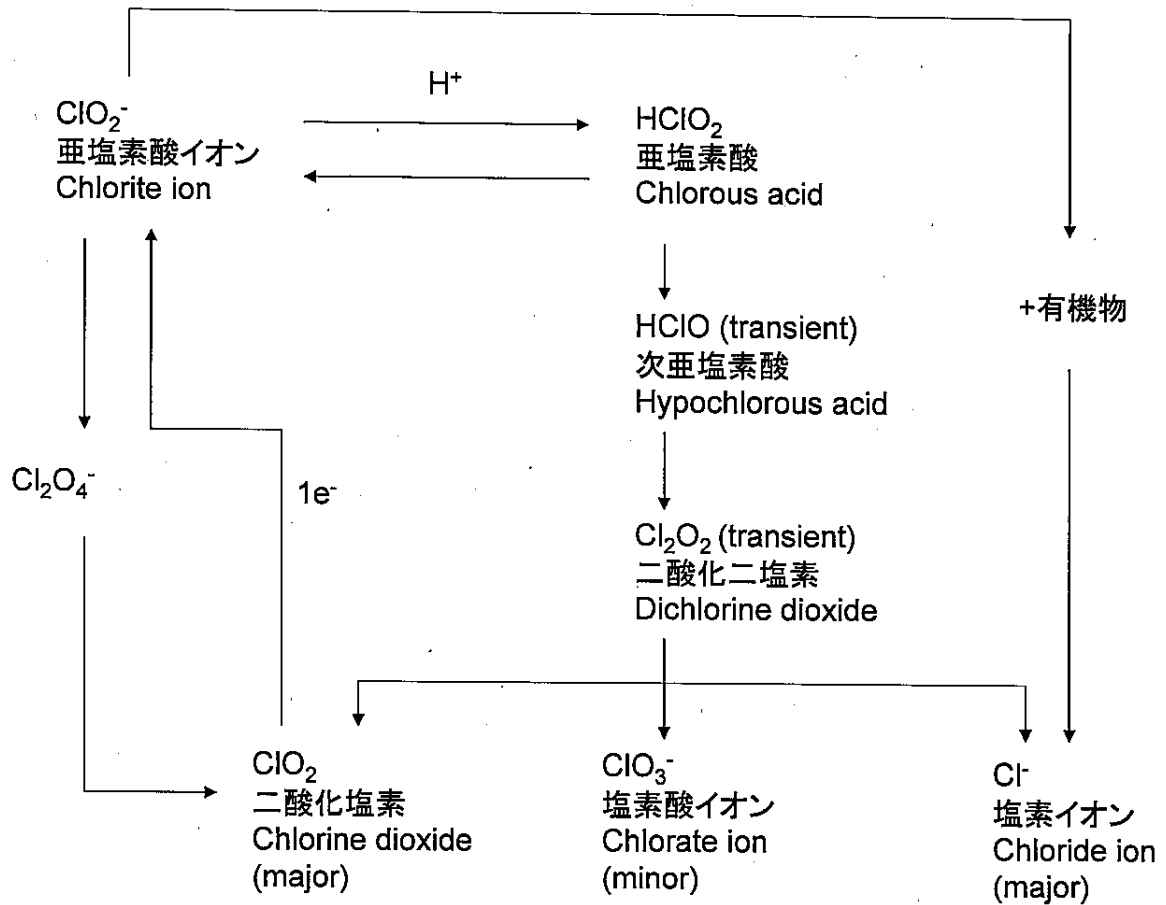 H⁺
ClO₂⁻
亜塩素酸イオン
Chlorite ion
HClO₂
亜塩素酸
Chlorous acid
+有機物
HClO (transient)
次亜塩素酸
Hypochlorous acid
Cl₂O₄⁻
1e⁻
Cl₂O₂ (transient)
二酸化二塩素
Dichlorine dioxide
ClO₂
二酸化塩素
Chlorine dioxide
(major)
ClO₃⁻
塩素酸イオン
Chlorate ion
(minor)
Cl⁻
塩素イオン
Chloride ion
(major)